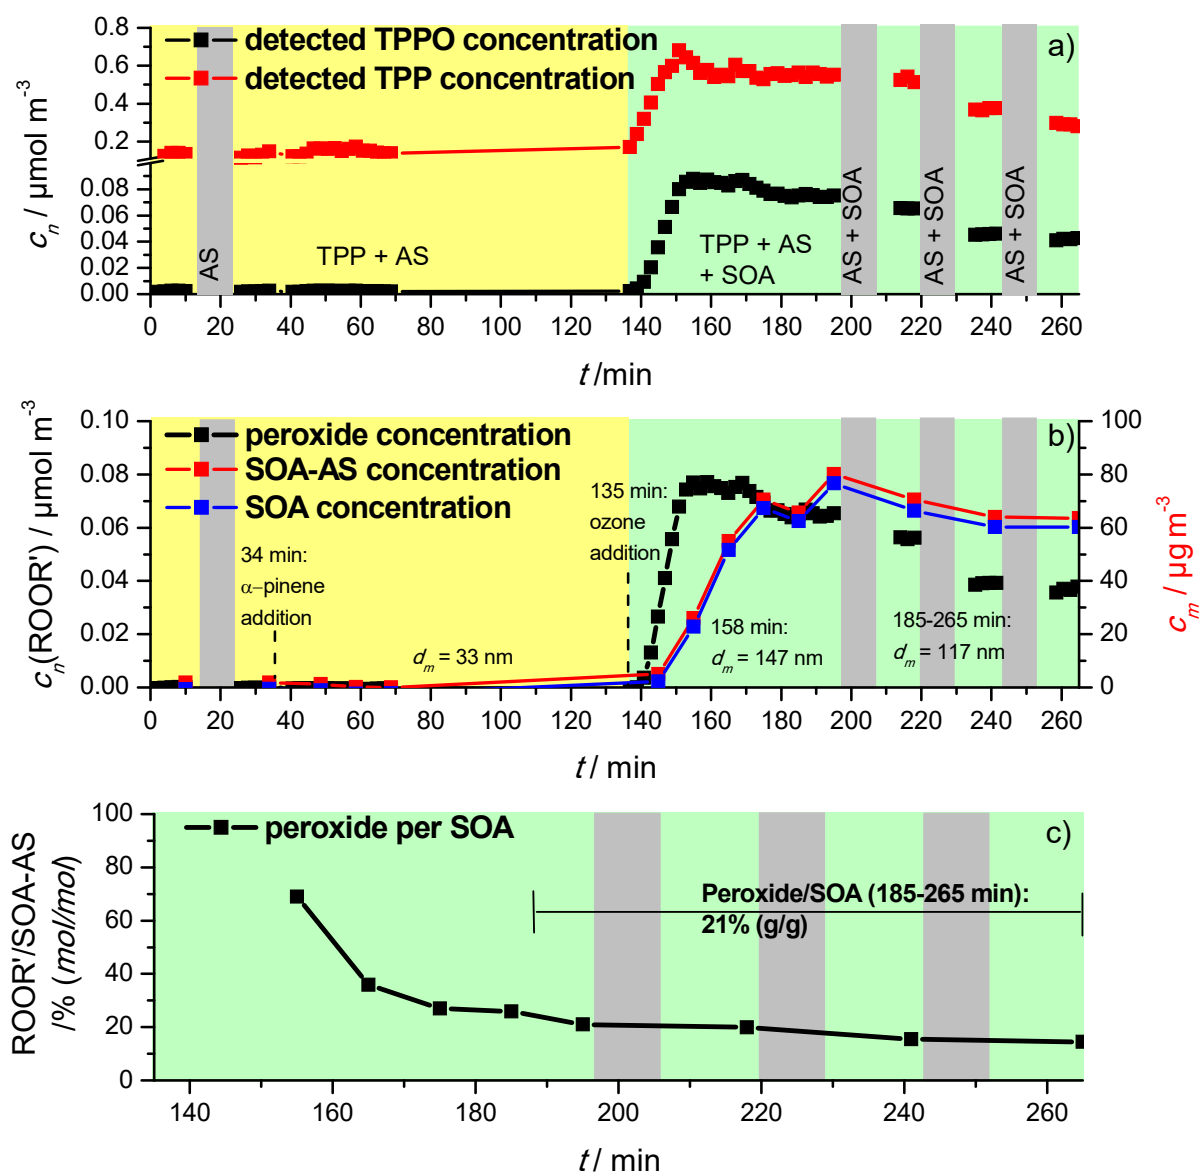 0.8
0.6
0.4
0.2
0.08
0.06
0.04
0.02
0.00
c_n / µmol m⁻³
detected TPPO concentration
detected TPP concentration
a)
AS
TPP + AS
TPP + AS
+ SOA
AS + SOA
AS + SOA
AS + SOA
0 20 40 60 80 100 120 140 160 180 200 220 240 260
t /min
0.10
0.08
0.06
0.04
0.02
0.00
c_n(ROOR') / µmol m⁻³
peroxide concentration
SOA-AS concentration
SOA concentration
b)
34 min:
α−pinene
addition
135 min:
ozone
addition
d_m = 33 nm
158 min:
d_m = 147 nm
185-265 min:
d_m = 117 nm
100
80
60
40
20
0
c_m / µg m⁻³
0 20 40 60 80 100 120 140 160 180 200 220 240 260
t / min
100
80
60
40
20
0
ROOR'/SOA-AS
/% (mol/mol)
peroxide per SOA
c)
Peroxide/SOA (185-265 min):
21% (g/g)
140 160 180 200 220 240 260
t / min